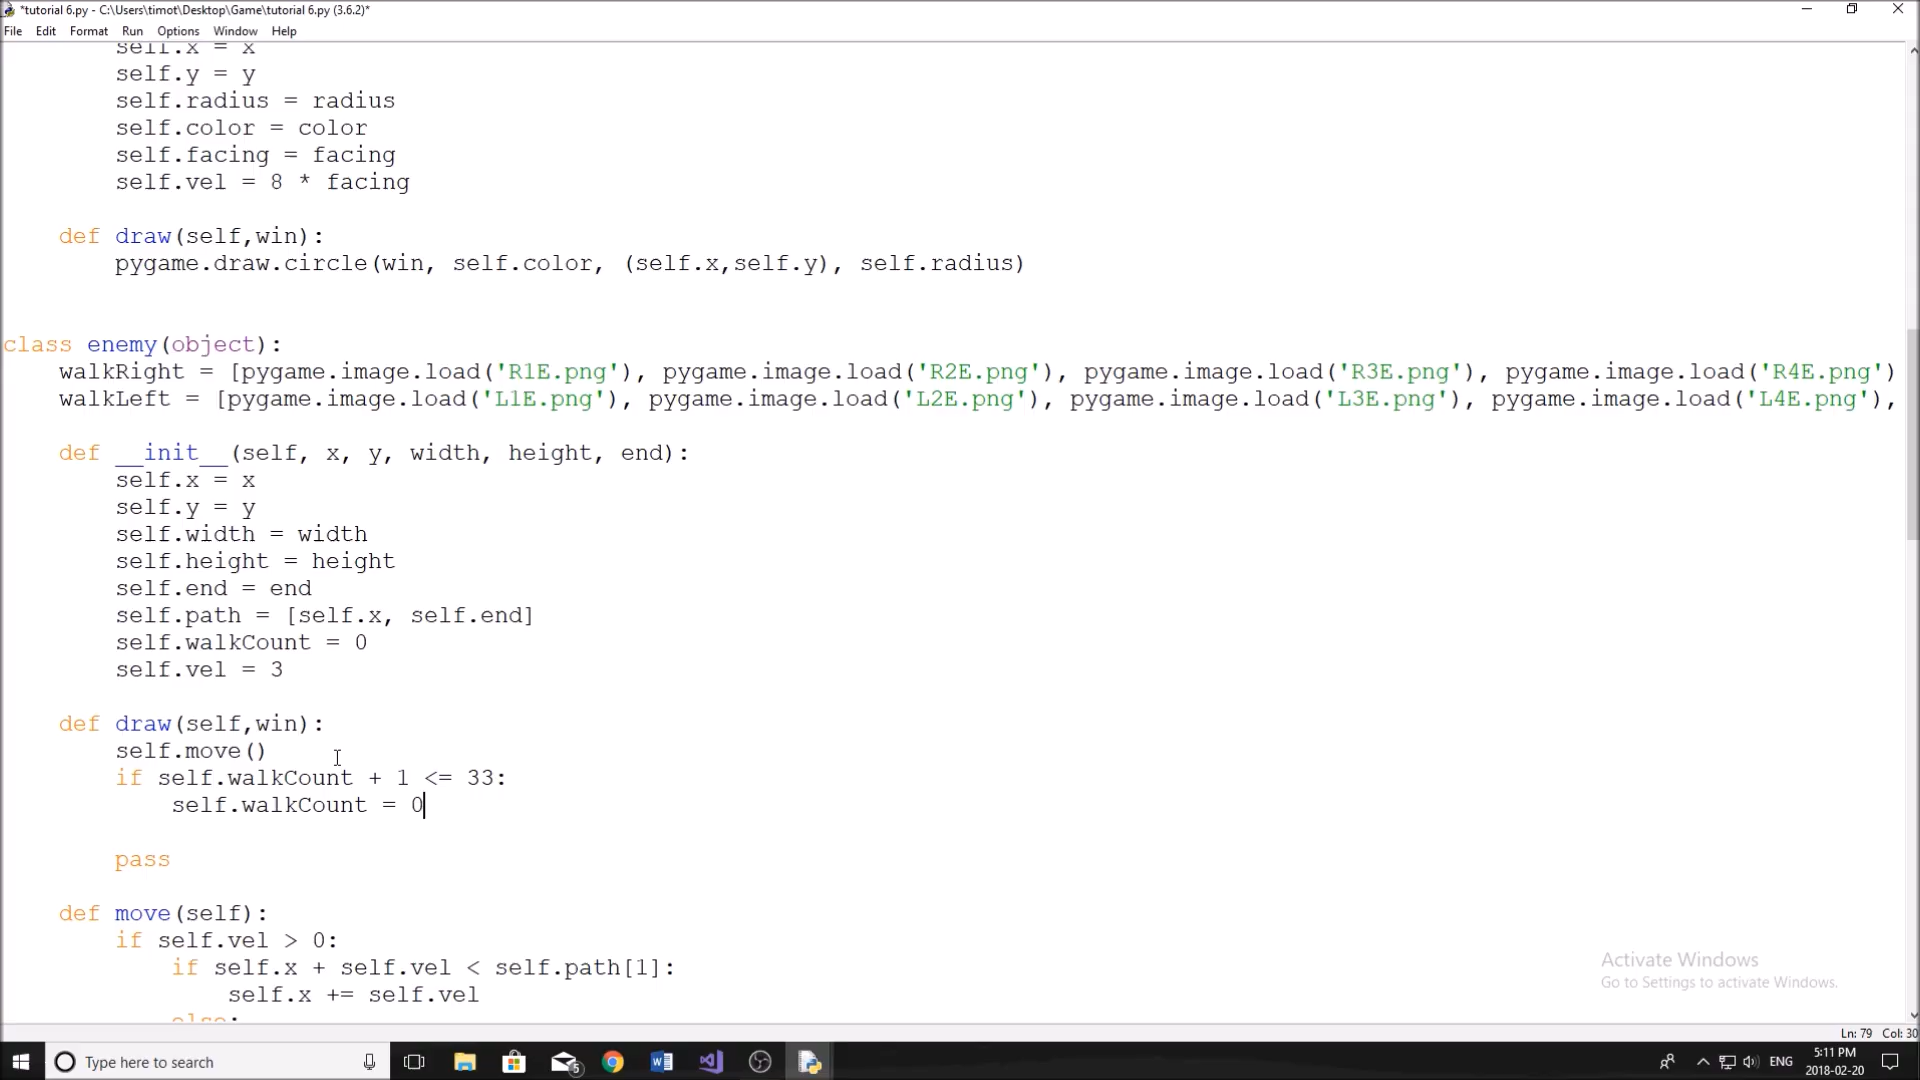 *tutorial 6.py - C:\Users\timot\Desktop\Game\tutorial 6.py (3.6.2)*
File Edit Format Run Options Window Help
self.x = x
self.y = y
self.radius = radius
self.color = color
self.facing = facing
self.vel = 8 * facing
def draw(self,win):
pygame.draw.circle(win, self.color, (self.x,self.y), self.radius)
class enemy(object):
walkRight = [pygame.image.load('R1E.png'), pygame.image.load('R2E.png'), pygame.image.load('R3E.png'), pygame.image.load('R4E.png')
walkLeft = [pygame.image.load('L1E.png'), pygame.image.load('L2E.png'), pygame.image.load('L3E.png'), pygame.image.load('L4E.png'),
def __init__(self, x, y, width, height, end):
self.x = x
self.y = y
self.width = width
self.height = height
self.end = end
self.path = [self.x, self.end]
self.walkCount = 0
self.vel = 3
def draw(self,win):
self.move()
if self.walkCount + 1 <= 33:
self.walkCount = 0
pass
def move(self):
if self.vel > 0:
if self.x + self.vel < self.path[1]:
self.x += self.vel
else:
Activate Windows
Go to Settings to activate Windows.
Ln: 79 Col: 30
Type here to search
5
ENG
5:11 PM
2018-02-20